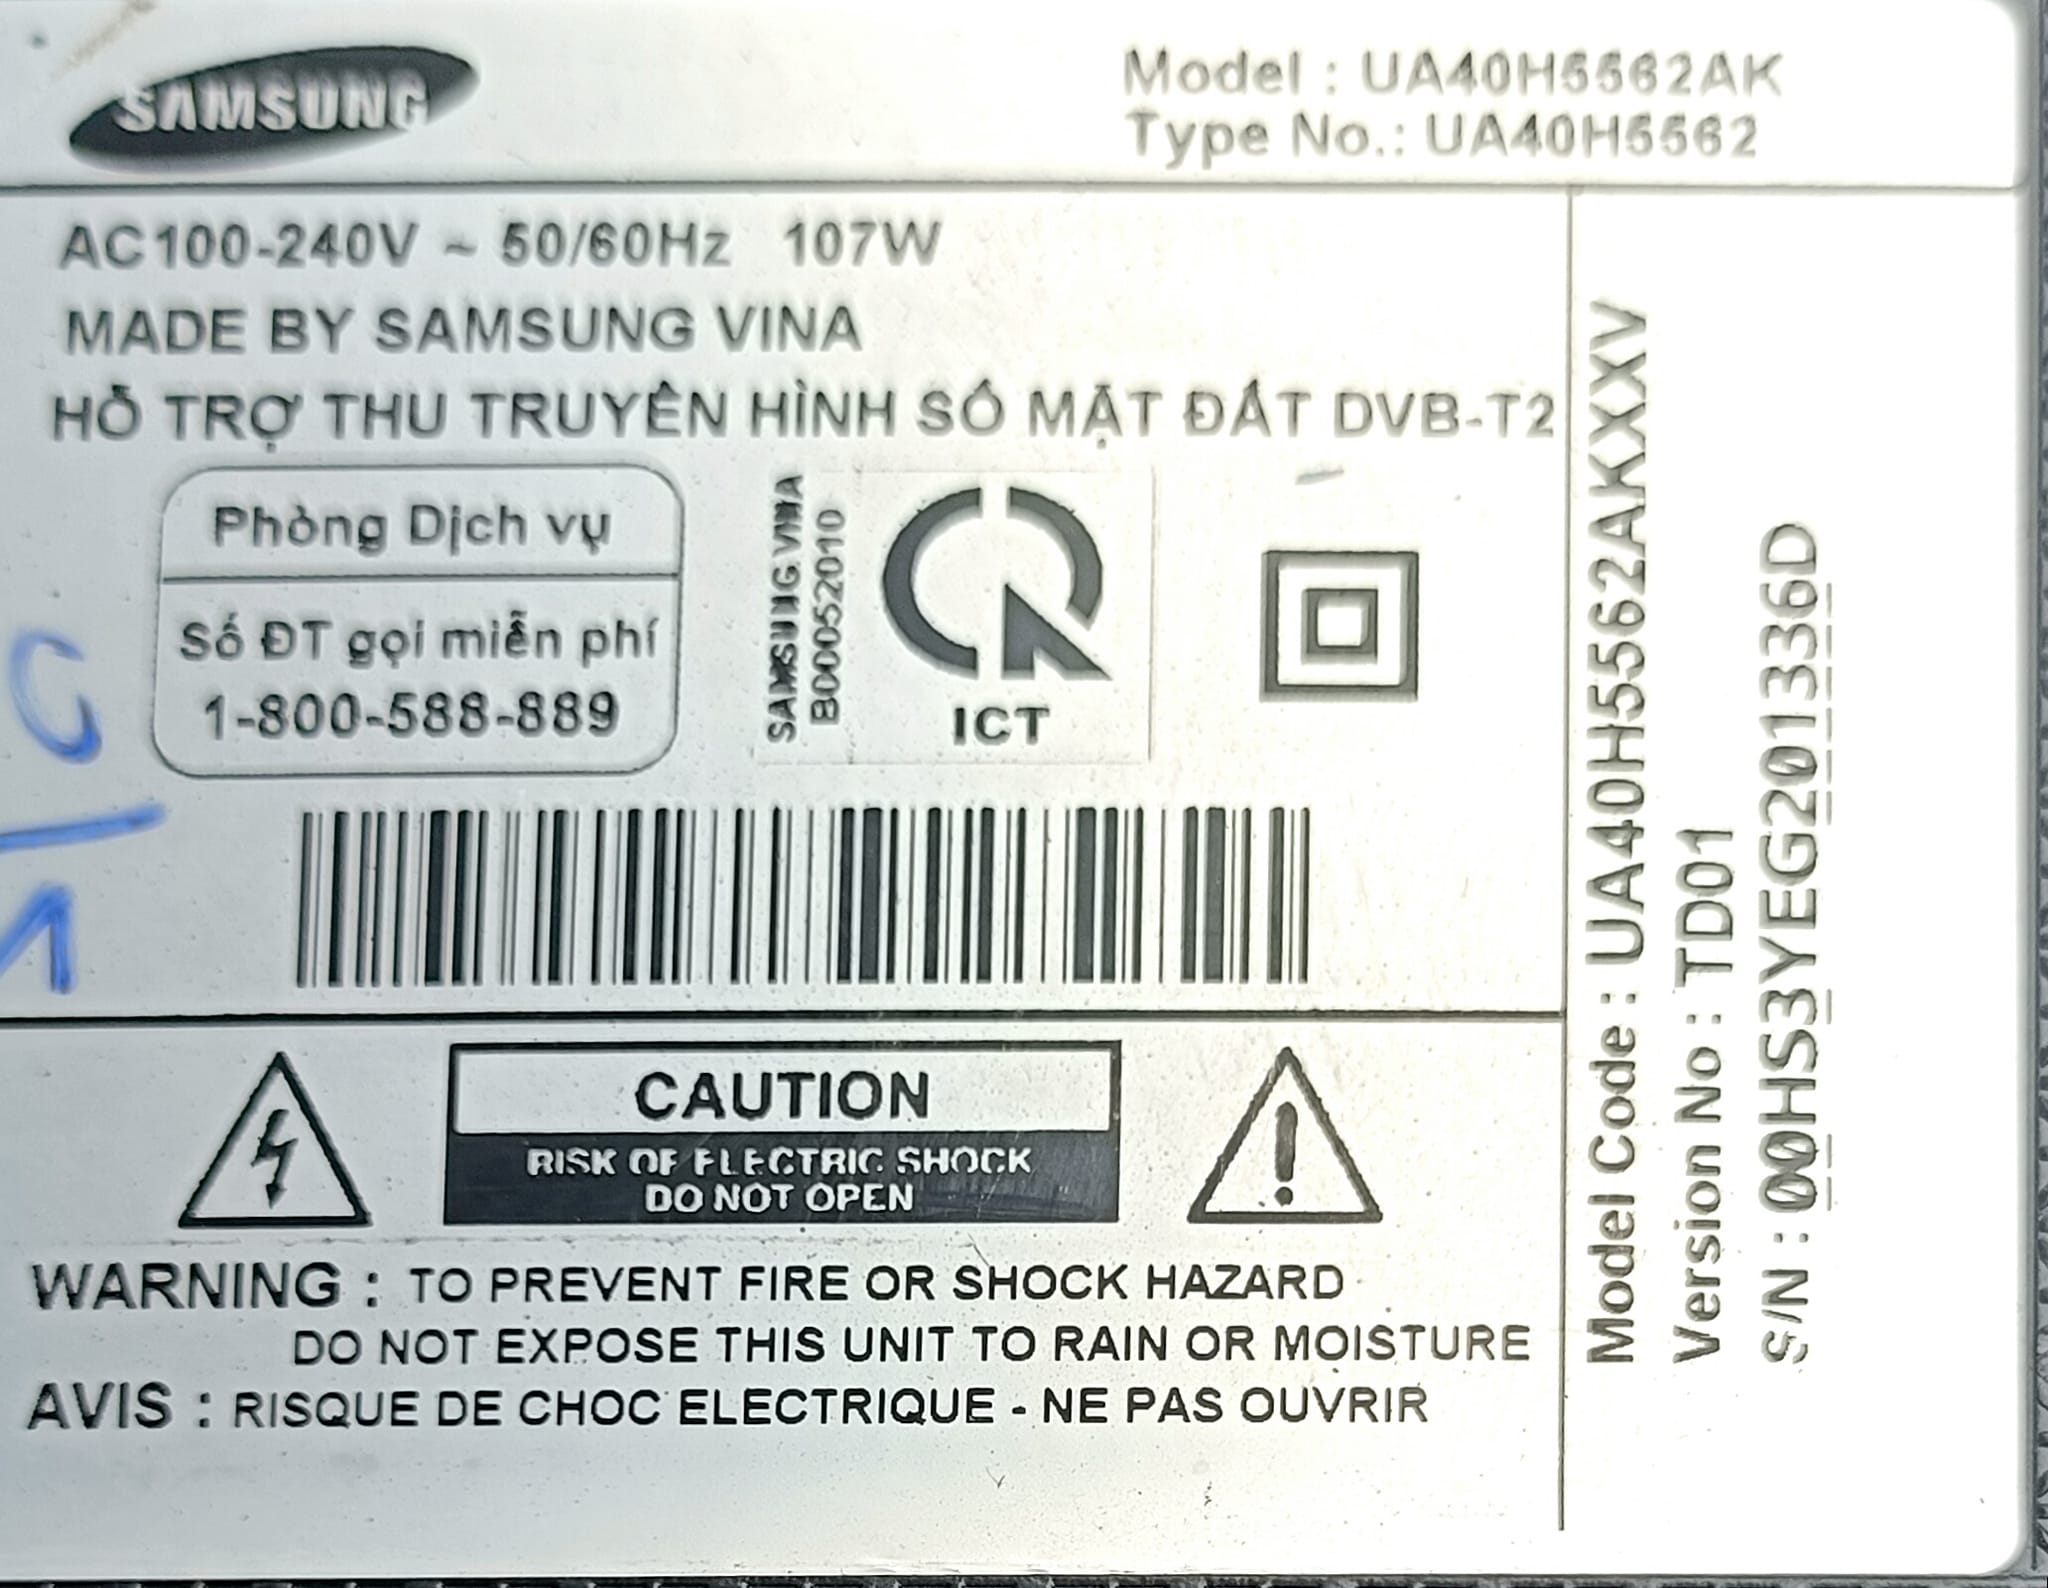 SAMSUNG
Model : UA40H5562AK
Type No.: UA40H5562
AC100-240V ~ 50/60Hz 107W
MADE BY SAMSUNG VINA
HỖ TRỢ THU TRUYỀN HÌNH SỐ MẶT ĐẤT DVB-T2
Phòng Dịch vụ
Số ĐT gọi miễn phí
1-800-588-889
SAMSUNG VINA
B000052010
ICT
CAUTION
RISK OF ELECTRIC SHOCK
DO NOT OPEN
WARNING : TO PREVENT FIRE OR SHOCK HAZARD
DO NOT EXPOSE THIS UNIT TO RAIN OR MOISTURE
AVIS : RISQUE DE CHOC ELECTRIQUE - NE PAS OUVRIR
Model Code : UA40H5562AKXXV
Version No : TD01
S/N : 00HS3YEG201336D